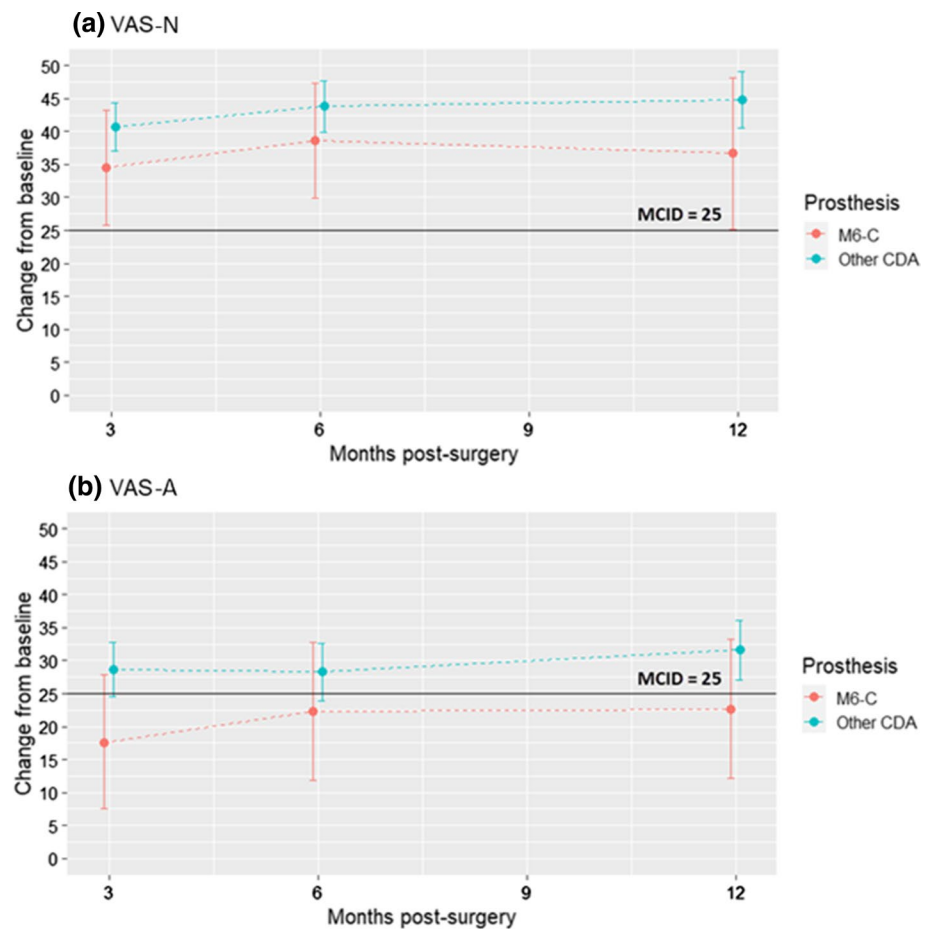 (a) VAS-N
50
45
40
35
30
25
20
15
10
5
0
Change from baseline
MCID = 25
3 6 9 12
Months post-surgery
Prosthesis
M6-C
Other CDA
(b) VAS-A
50
45
40
35
30
25
20
15
10
5
0
Change from baseline
MCID = 25
3 6 9 12
Months post-surgery
Prosthesis
M6-C
Other CDA